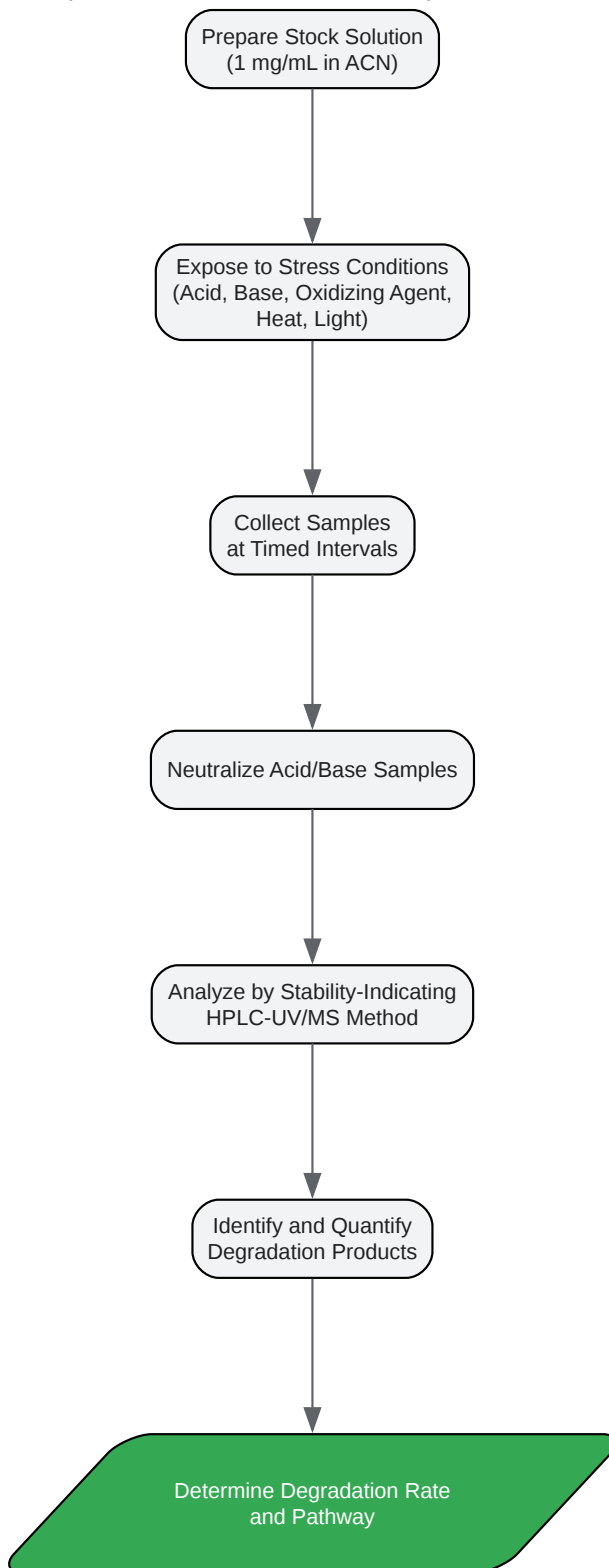 Prepare Stock Solution
(1 mg/mL in ACN)
Expose to Stress Conditions
(Acid, Base, Oxidizing Agent,
Heat, Light)
Collect Samples
at Timed Intervals
Neutralize Acid/Base Samples
Analyze by Stability-Indicating
HPLC-UV/MS Method
Identify and Quantify
Degradation Products
Determine Degradation Rate
and Pathway